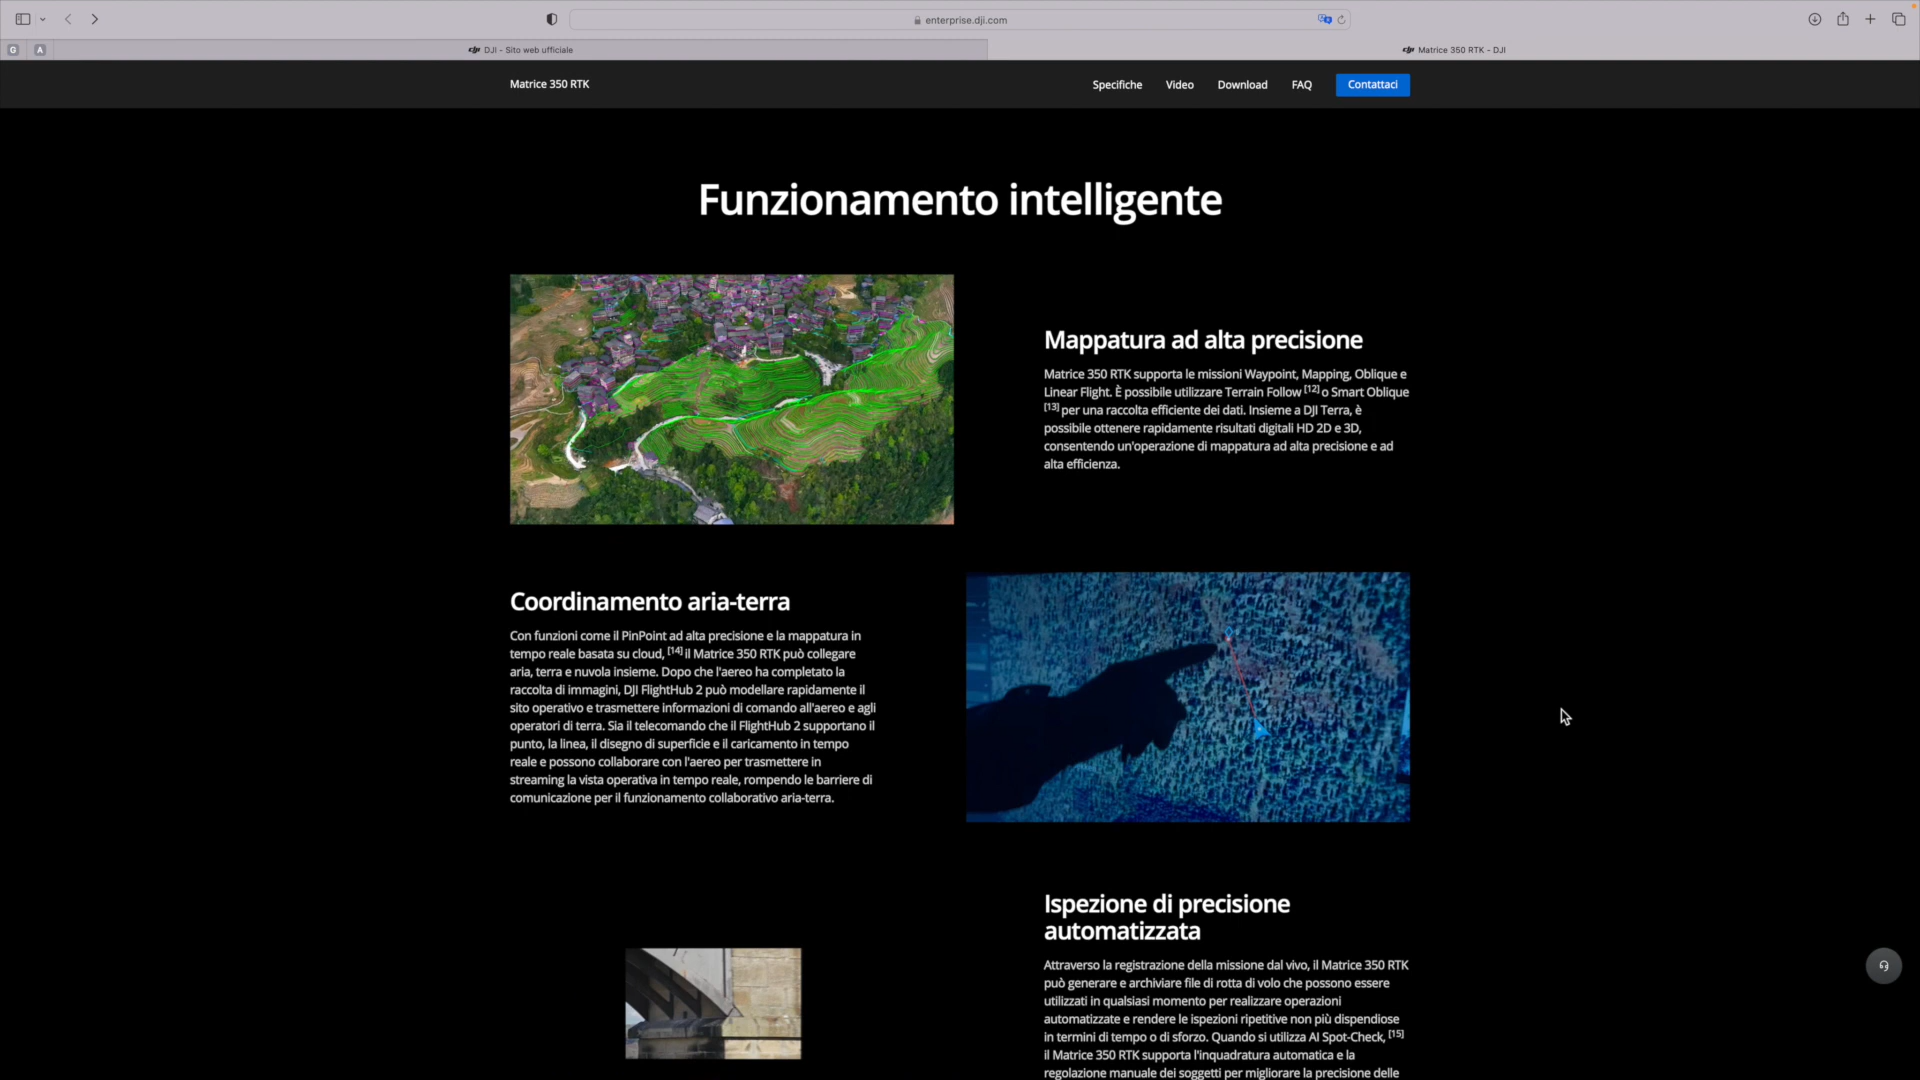 enterprise.dji.com
G
A
DJI - Sito web ufficiale
Matrice 350 RTK - DJI
Matrice 350 RTK
Specifiche
Video
Download
FAQ
Contattaci
Funzionamento intelligente
Mappatura ad alta precisione
Matrice 350 RTK supporta le missioni Waypoint, Mapping, Oblique e
Linear Flight. È possibile utilizzare Terrain Follow [12] o Smart Oblique
[13] per una raccolta efficiente dei dati. Insieme a DJI Terra, è
possibile ottenere rapidamente risultati digitali HD 2D e 3D,
consentendo un'operazione di mappatura ad alta precisione e ad
alta efficienza.
Coordinamento aria-terra
Con funzioni come il PinPoint ad alta precisione e la mappatura in
tempo reale basata su cloud, [14] il Matrice 350 RTK può collegare
aria, terra e nuvola insieme. Dopo che l'aereo ha completato la
raccolta di immagini, DJI FlightHub 2 può modellare rapidamente il
sito operativo e trasmettere informazioni di comando all'aereo e agli
operatori di terra. Sia il telecomando che il FlightHub 2 supportano il
punto, la linea, il disegno di superficie e il caricamento in tempo
reale e possono collaborare con l'aereo per trasmettere in
streaming la vista operativa in tempo reale, rompendo le barriere di
comunicazione per il funzionamento collaborativo aria-terra.
Ispezione di precisione
automatizzata
Attraverso la registrazione della missione dal vivo, il Matrice 350 RTK
può generare e archiviare file di rotta di volo che possono essere
utilizzati in qualsiasi momento per realizzare operazioni
automatizzate e rendere le ispezioni ripetitive non più dispendiose
in termini di tempo o di sforzo. Quando si utilizza AI Spot-Check, [15]
il Matrice 350 RTK supporta l'inquadratura automatica e la
regolazione manuale dei soggetti per migliorare la precisione delle